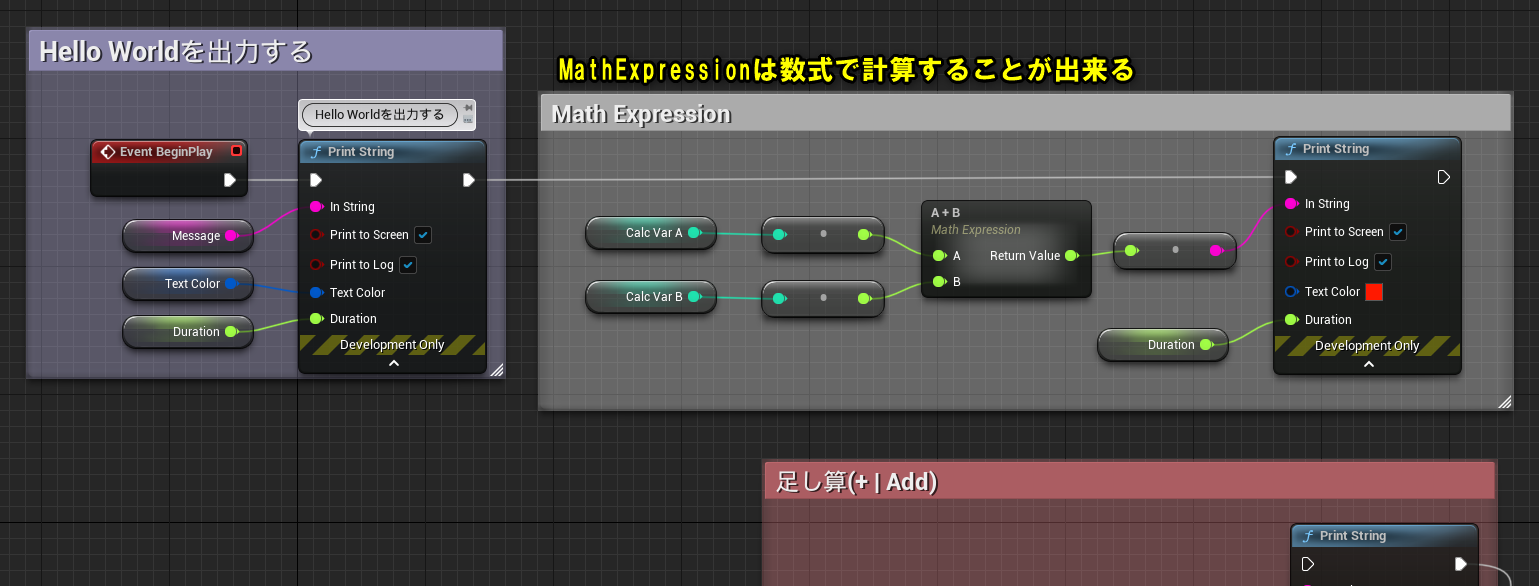 Hello Worldを出力する
Hello Worldを出力する
Event BeginPlay
Print String
In String
Message
Print to Screen
Print to Log
Text Color
Text Color
Duration
Duration
Development Only
MathExpressionは数式で計算することが出来る
Math Expression
Calc Var A
Calc Var B
A + B
Math Expression
A
Return Value
B
Duration
Print String
In String
Print to Screen
Print to Log
Text Color
Duration
Development Only
足し算(+ | Add)
Print String